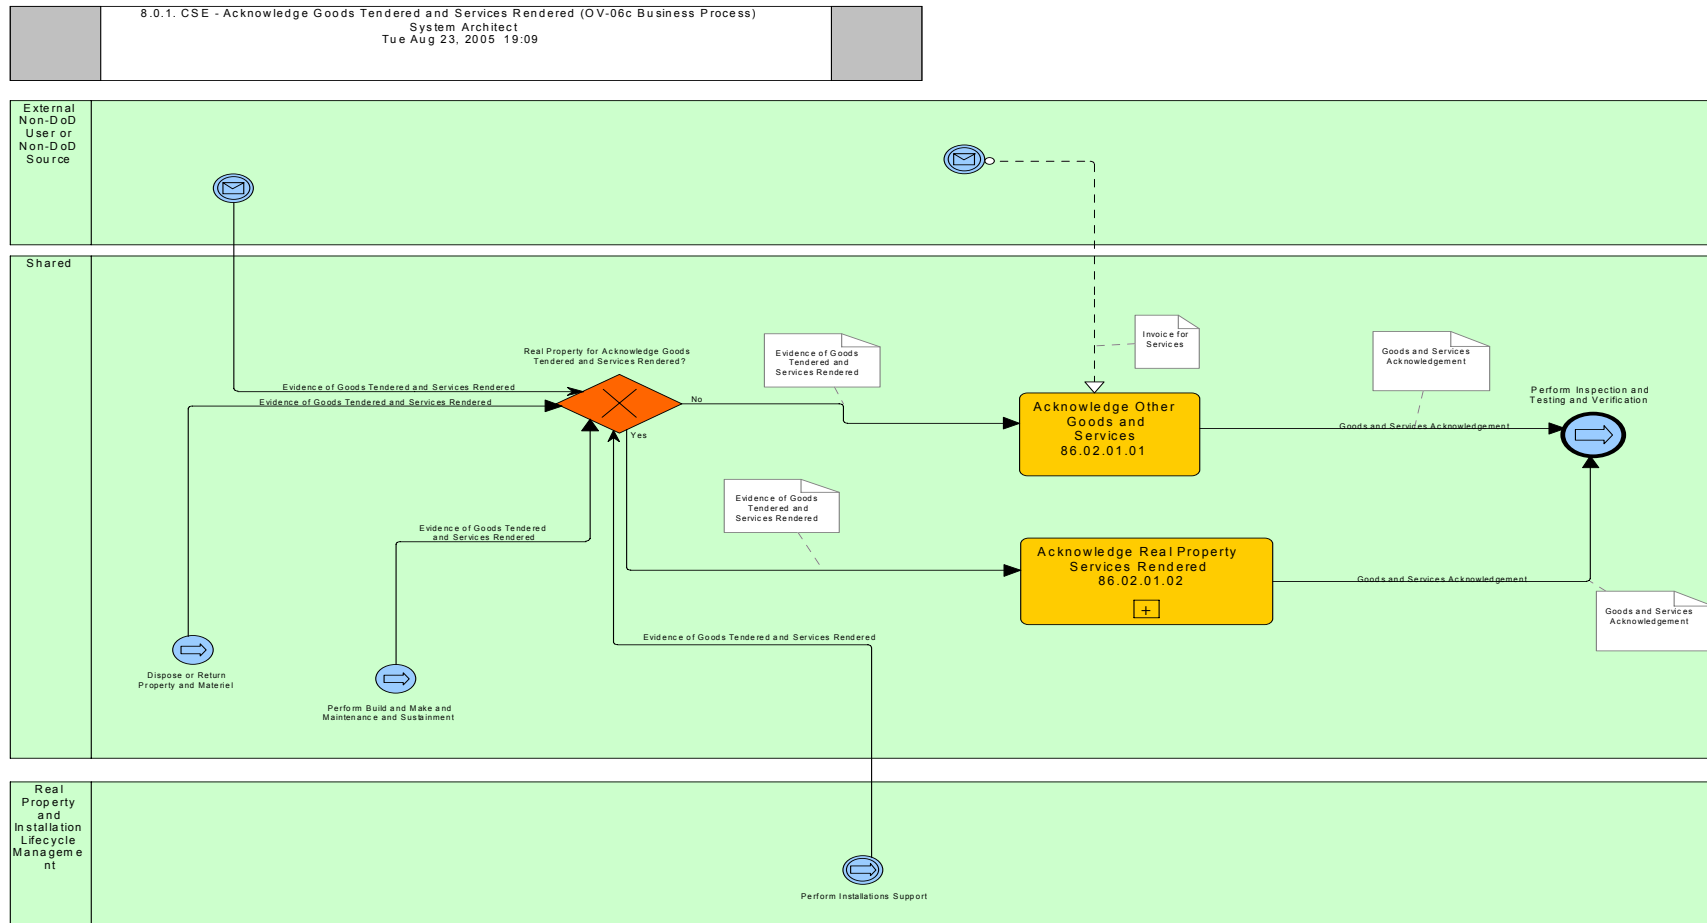 8.0.1. CSE - Acknowledge Goods Tendered and Services Rendered (OV-06c Business Process)
System Architect
Tue Aug 23, 2005 19:09
External
Non-DoD
User or
Non-DoD
Source
Shared
Real Property for Acknowledge Goods
Tendered and Services Rendered?
Evidence of Goods
Tendered and
Services Rendered
Invoice for
Services
Goods and Services
Acknowledgement
Evidence of Goods Tendered and Services Rendered
Evidence of Goods Tendered and Services Rendered
No
Yes
Acknowledge Other
Goods and
Services
86.02.01.01
Goods and Services Acknowledgement
Perform Inspection and
Testing and Verification
Evidence of Goods Tendered
and Services Rendered
Evidence of Goods
Tendered and
Services Rendered
Acknowledge Real Property
Services Rendered
86.02.01.02
+
Goods and Services Acknowledgement
Goods and Services
Acknowledgement
Evidence of Goods Tendered and Services Rendered
Dispose or Return
Property and Materiel
Perform Build and Make and
Maintenance and Sustainment
Real
Property
and
Installation
Lifecycle
Manageme
nt
Perform Installations Support